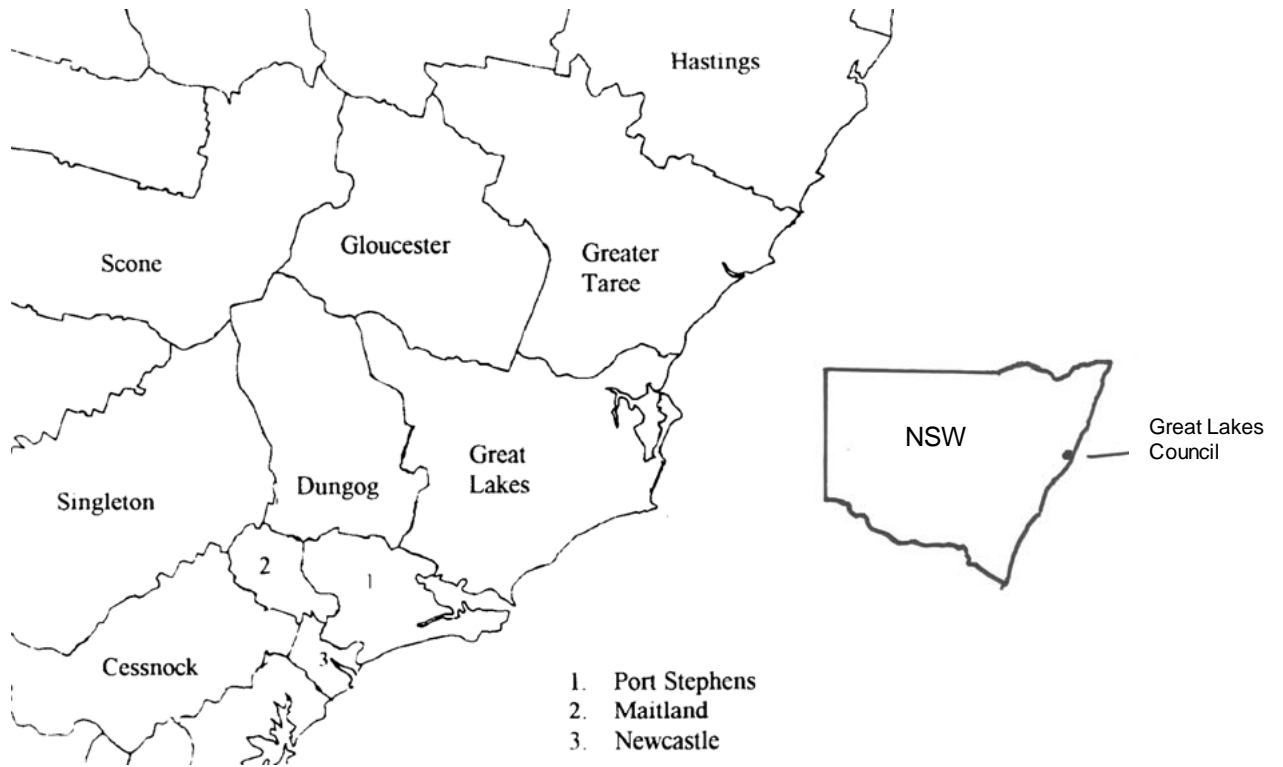 Hastings
Gloucester
Greater
Taree
Scone
NSW
Great Lakes
Council
Great
Lakes
Dungog
Singleton
2
1
Cessnock
3
1. Port Stephens
2. Maitland
3. Newcastle